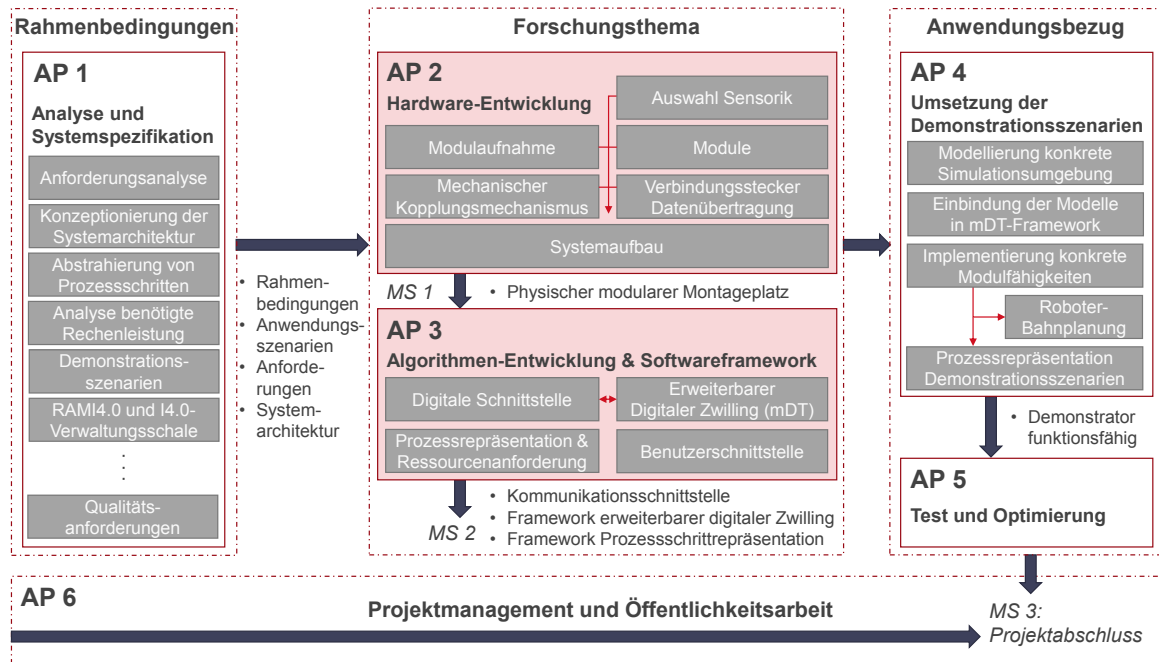 Rahmenbedingungen
AP 1
Analyse und
Systemspezifikation
Anforderungsanalyse
Konzeptionierung der
Systemarchitektur
Abstrahierung von
Prozessschritten
Analyse benötigte
Rechenleistung
Demonstrations-
szenarien
RAMI4.0 und I4.0-
Verwaltungsschale
.
.
.
Qualitäts-
anforderungen
• Rahmen-
bedingungen
• Anwendungs-
szenarien
• Anforde-
rungen
• System-
architektur
Forschungsthema
AP 2
Hardware-Entwicklung
Auswahl Sensorik
Modulaufnahme
Module
Mechanischer
Kopplungsmechanismus
Verbindungsstecker
Datenübertragung
Systemaufbau
MS 1
• Physischer modularer Montageplatz
AP 3
Algorithmen-Entwicklung & Softwareframework
Digitale Schnittstelle
Erweiterbarer
Digitaler Zwilling (mDT)
Prozessrepräsentation &
Ressourcenanforderung
Benutzerschnittstelle
MS 2
• Kommunikationsschnittstelle
• Framework erweiterbarer digitaler Zwilling
• Framework Prozessschrittrepräsentation
Anwendungsbezug
AP 4
Umsetzung der
Demonstrationsszenarien
Modellierung konkrete
Simulationsumgebung
Einbindung der Modelle
in mDT-Framework
Implementierung konkrete
Modulfähigkeiten
Roboter-
Bahnplanung
Prozessrepräsentation
Demonstrationsszenarien
• Demonstrator
funktionsfähig
AP 5
Test und Optimierung
AP 6
Projektmanagement und Öffentlichkeitsarbeit
MS 3:
Projektabschluss